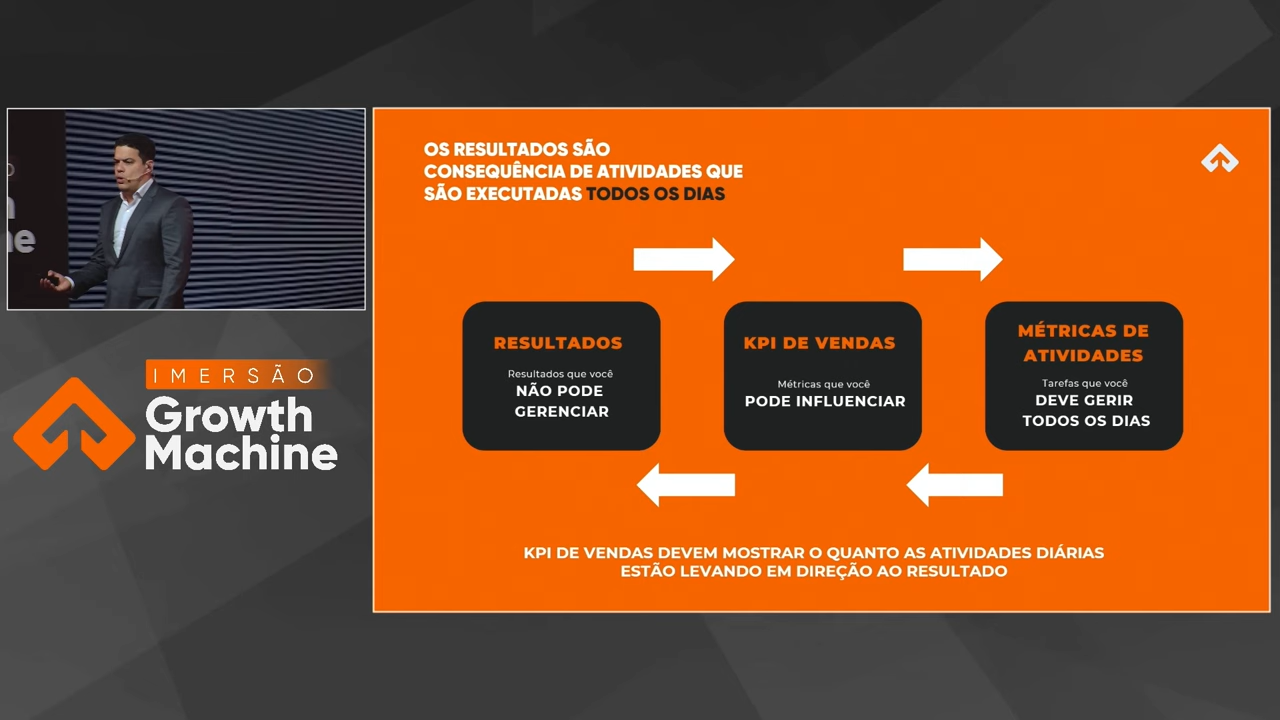 IMERSÃO
Growth
Machine
OS RESULTADOS SÃO
CONSEQUÊNCIA DE ATIVIDADES QUE
SÃO EXECUTADAS TODOS OS DIAS
RESULTADOS
Resultados que você
NÃO PODE
GERENCIAR
KPI DE VENDAS
Métricas que você
PODE INFLUENCIAR
MÉTRICAS DE
ATIVIDADES
Tarefas que você
DEVE GERIR
TODOS OS DIAS
KPI DE VENDAS DEVEM MOSTRAR O QUANTO AS ATIVIDADES DIÁRIAS
ESTÃO LEVANDO EM DIREÇÃO AO RESULTADO